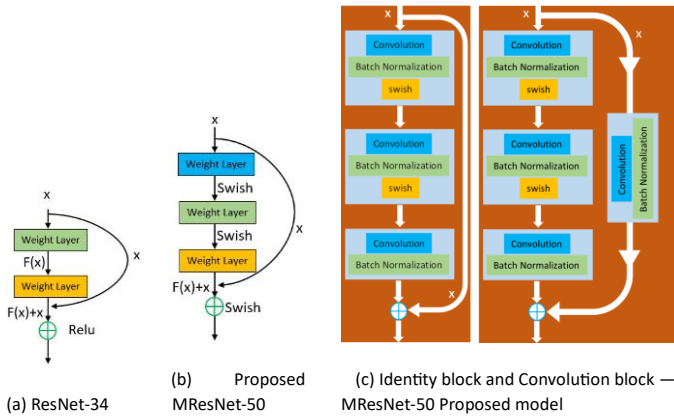 x
Weight Layer
F(x)
x
Weight Layer
F(x)+x
Relu
(a) ResNet-34
x
Weight Layer
Swish
Weight Layer
x
Swish
Weight Layer
F(x)+x
Swish
(b) Proposed
MResNet-50
x
Convolution
Batch Normalization
swish
Convolution
Batch Normalization
swish
Convolution
Batch Normalization
x
x
x
Convolution
Batch Normalization
swish
Convolution
Batch Normalization
swish
Convolution
Batch Normalization
Convolution
Batch Normalization
(c) Identity block and Convolution block —
MResNet-50 Proposed model